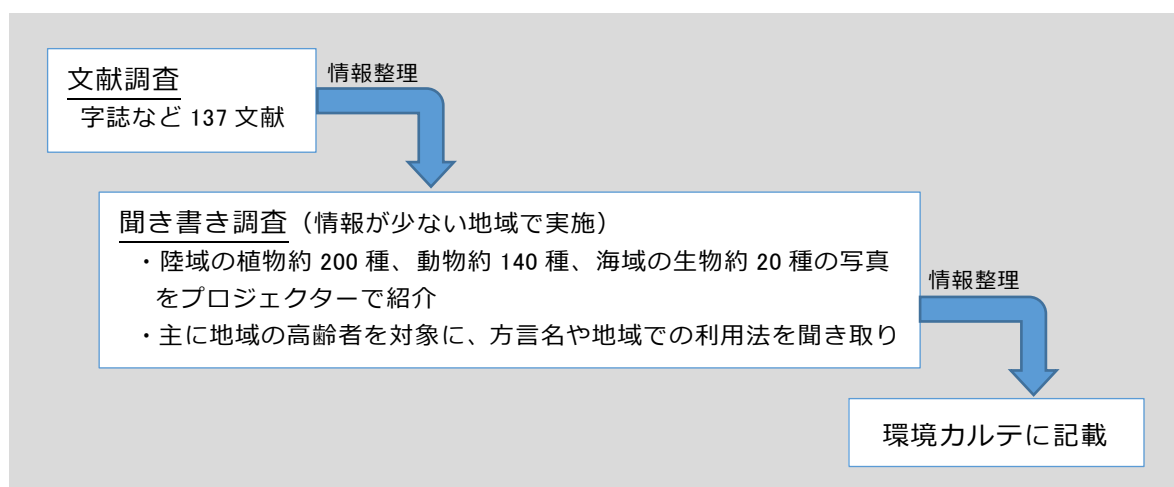 文献調査
字誌など 137 文献
情報整理
聞き書き調査（情報が少ない地域で実施）
・陸域の植物約 200 種、動物約 140 種、海域の生物約 20 種の写真
をプロジェクターで紹介
・主に地域の高齢者を対象に、方言名や地域での利用法を聞き取り
情報整理
環境カルテに記載